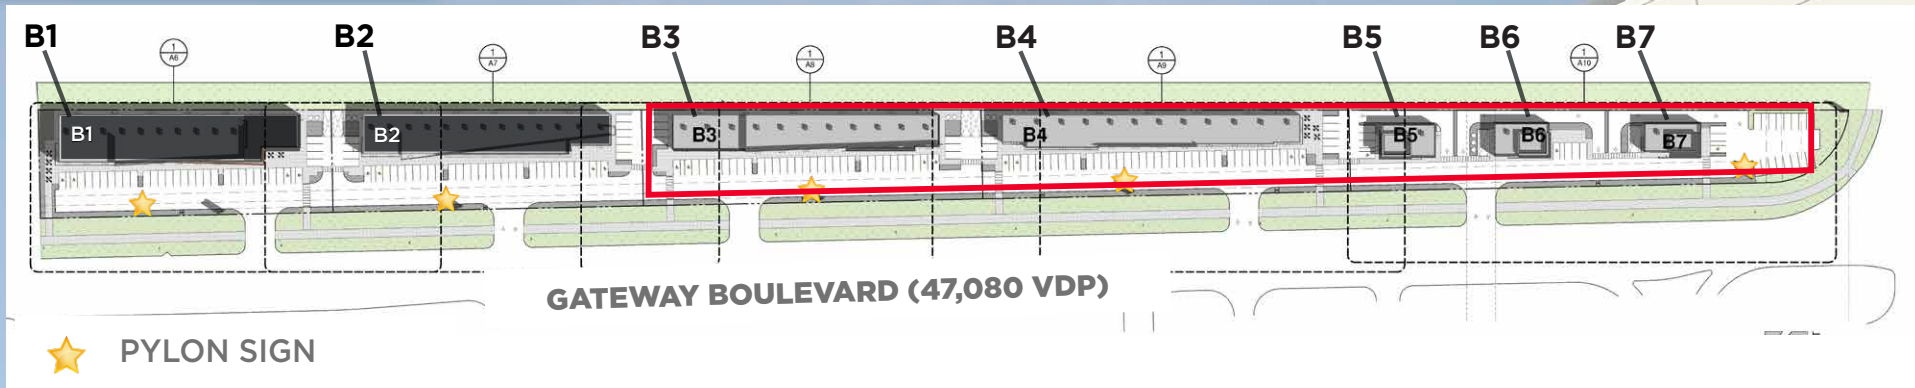 B1 B2 B3 B4 B5 B6 B7
1 1 1 1 1
A6 A7 A8 A9 A10
B1 B2 B3 B4 B5 B6 B7
GATEWAY BOULEVARD (47,080 VDP)
PYLON SIGN